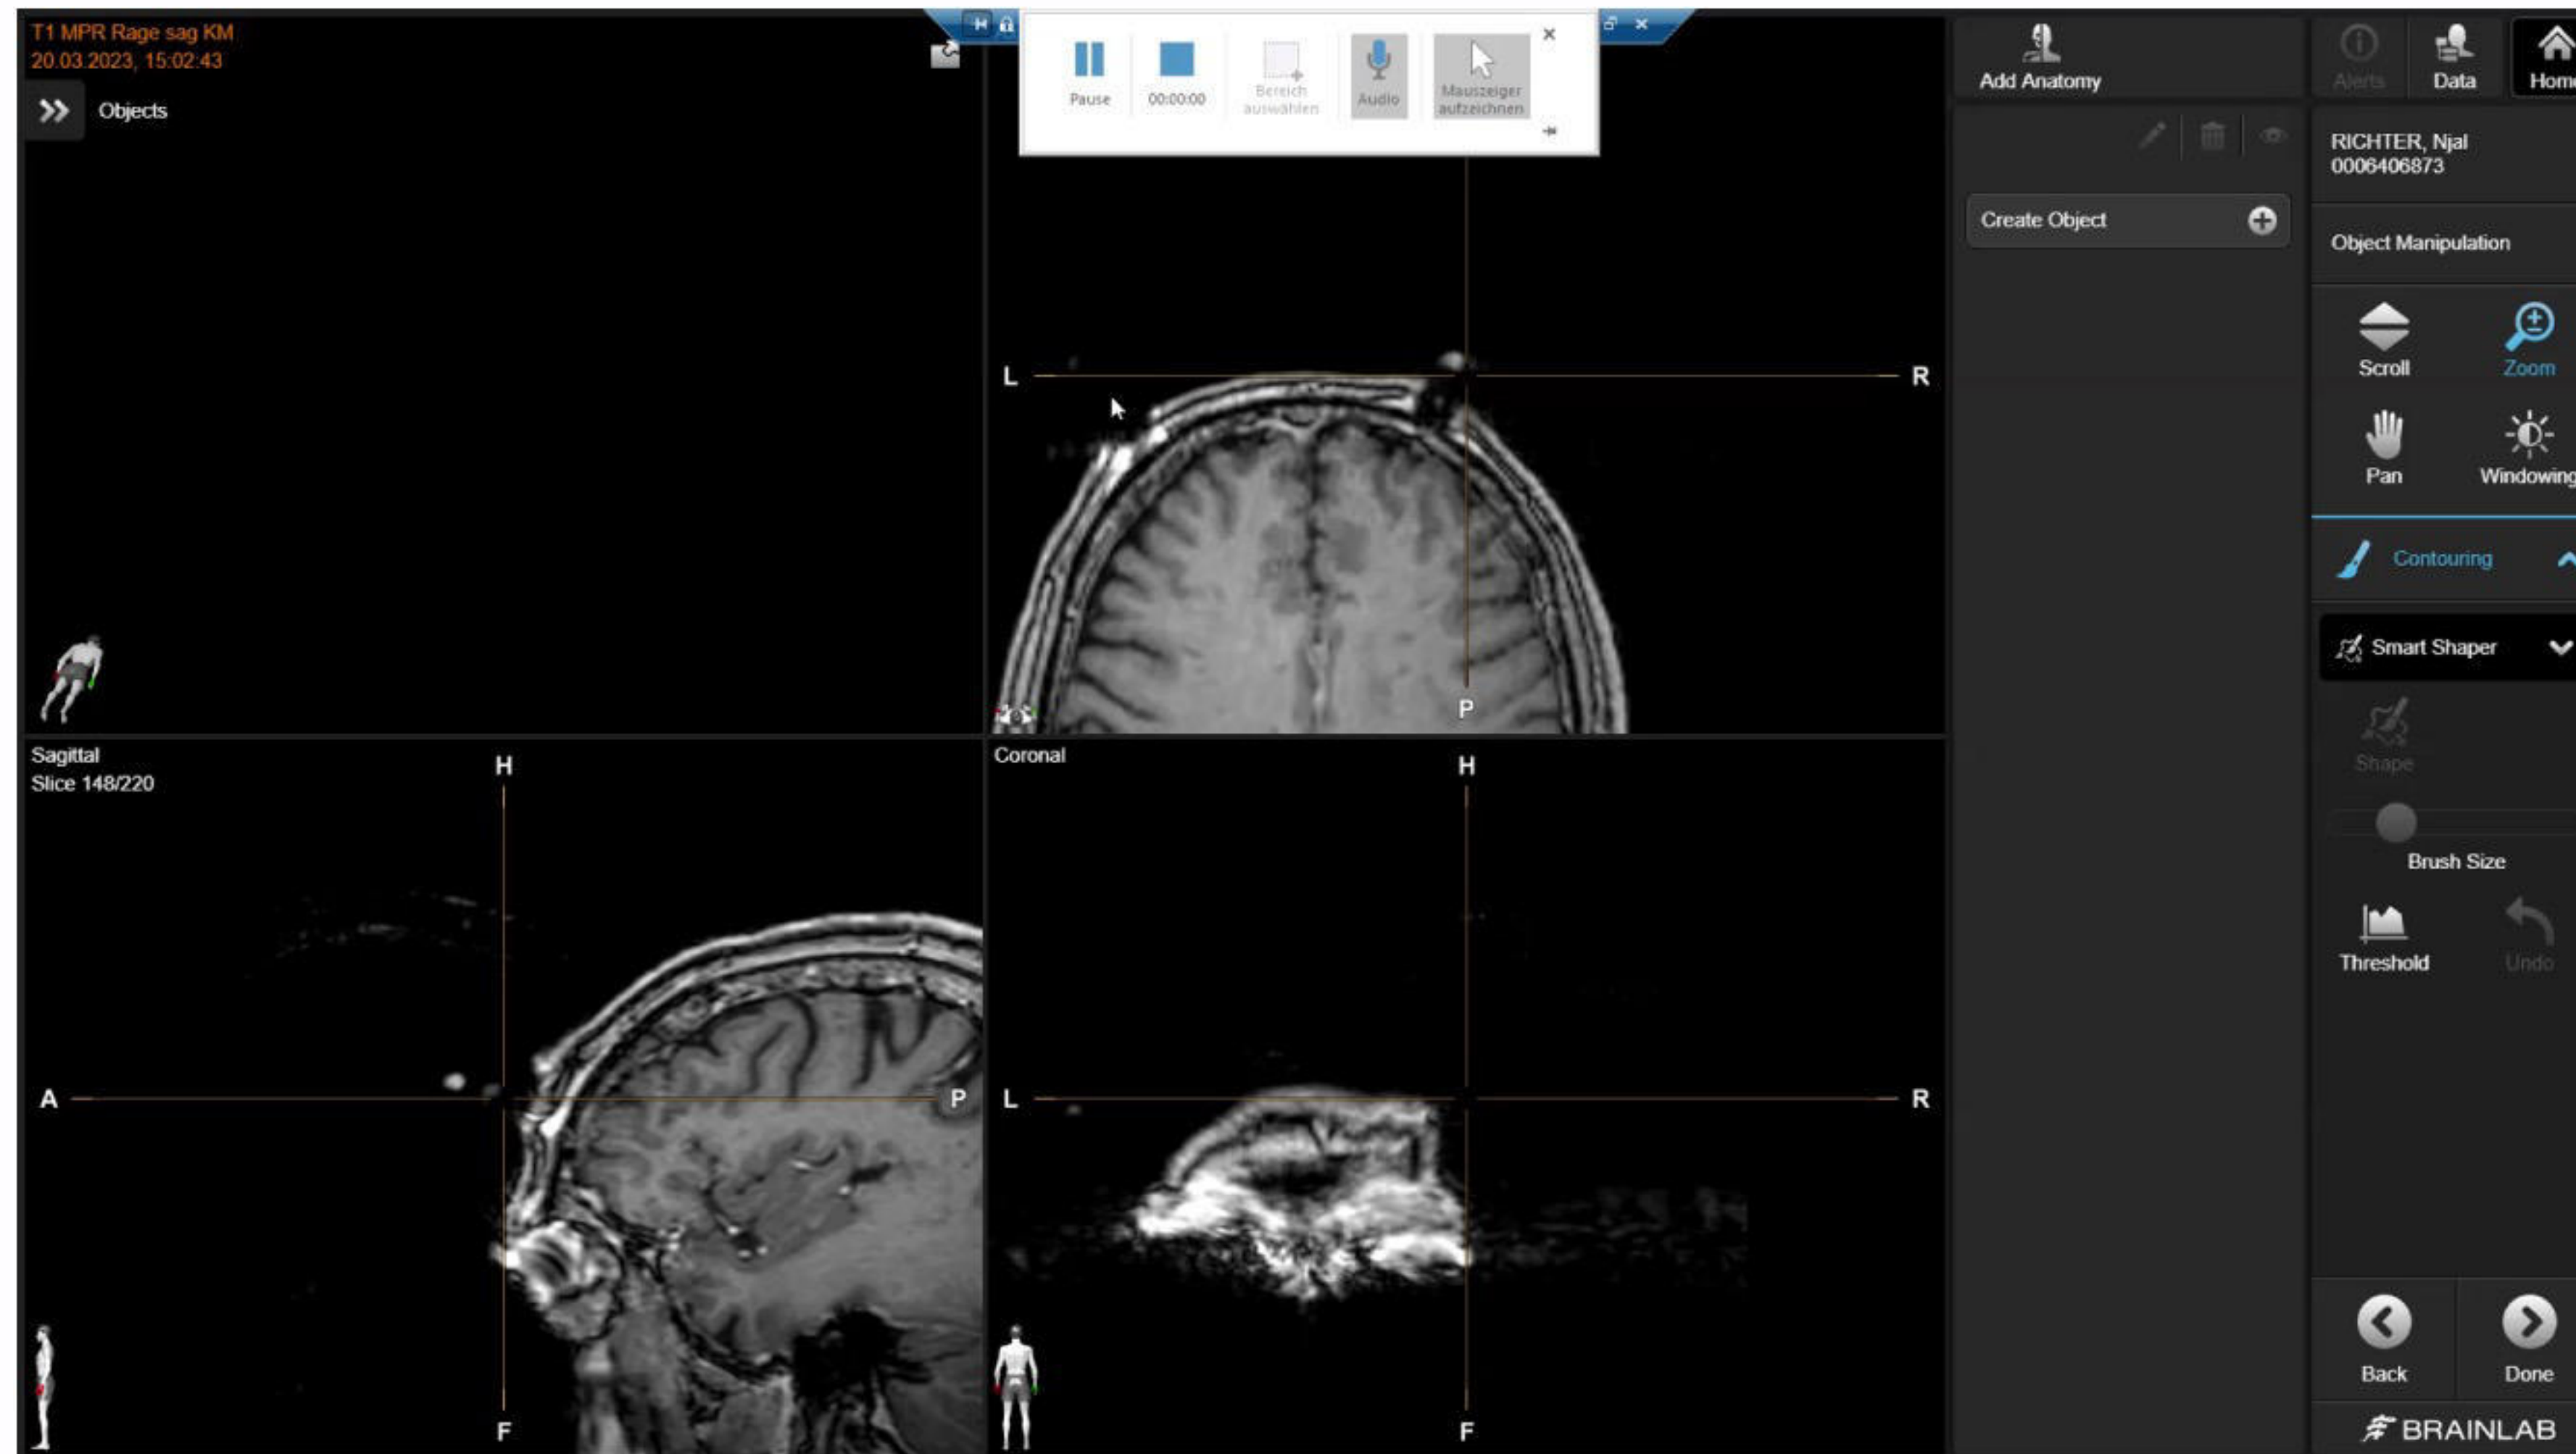 T1 MPR Rage sag KM
20.03.2023, 15:02:43
Objects
Pause
00:00:00
Bereich
auswählen
Audio
Mauszeiger
aufzeichnen
L
R
P
Sagittal
Slice 148/220
H
A
P
F
Coronal
H
L
R
F
Add Anatomy
Create Object
Alerts
Data
Home
RICHTER, Njal
0006406873
Object Manipulation
Scroll
Zoom
Pan
Windowing
Contouring
Smart Shaper
Shape
Brush Size
Threshold
Undo
Back
Done
BRAINLAB